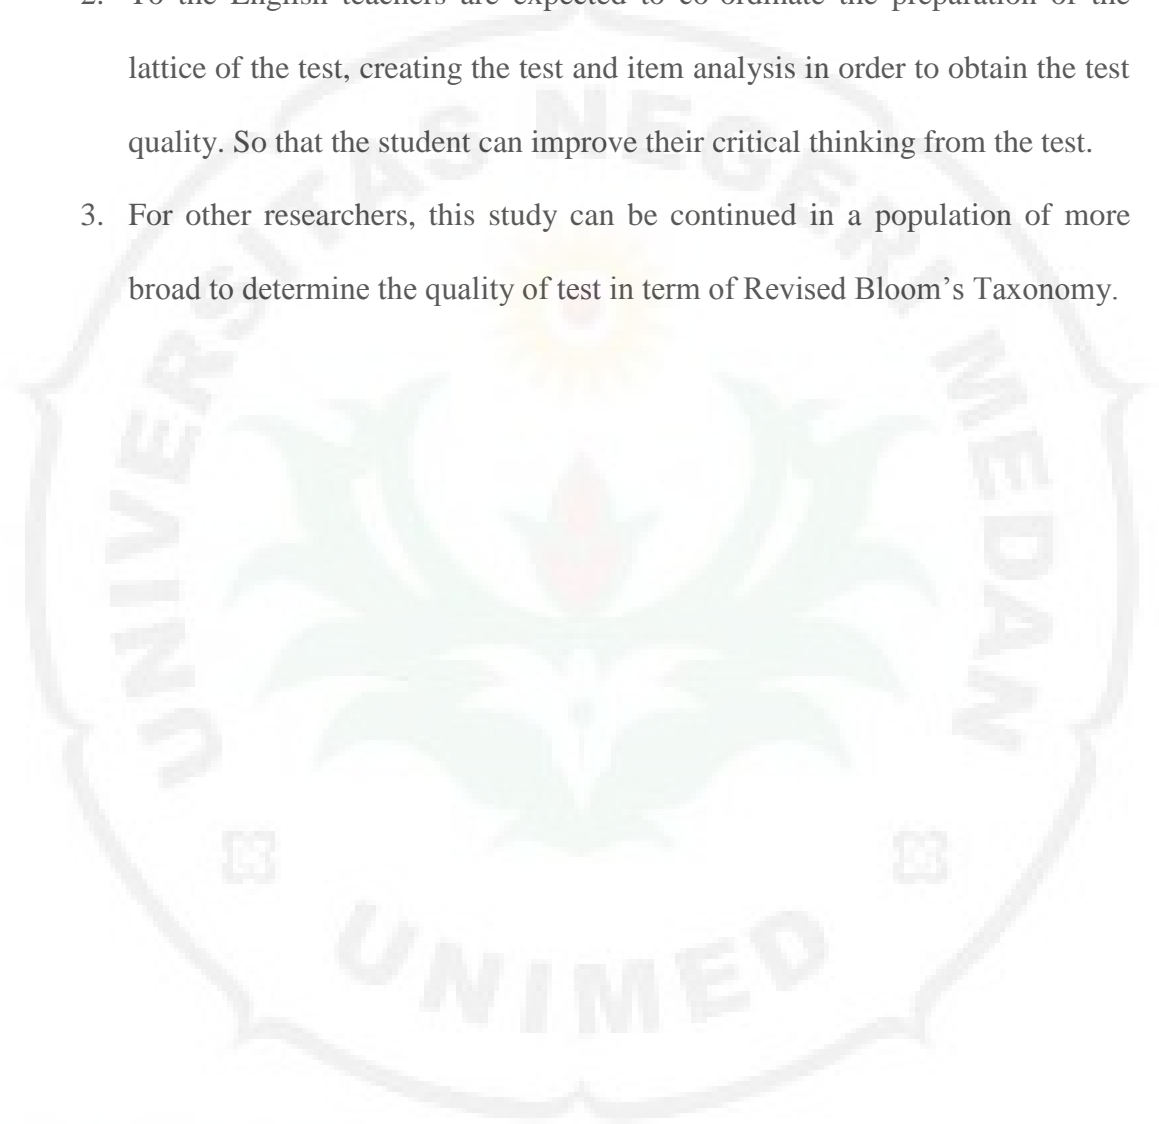 2. To the English teachers are expected to co-ordinate the preparation of the
lattice of the test, creating the test and item analysis in order to obtain the test
quality. So that the student can improve their critical thinking from the test.
3. For other researchers, this study can be continued in a population of more
broad to determine the quality of test in term of Revised Bloom’s Taxonomy.
UNIVERSITAS NEGERI MEDAN
UNIMED